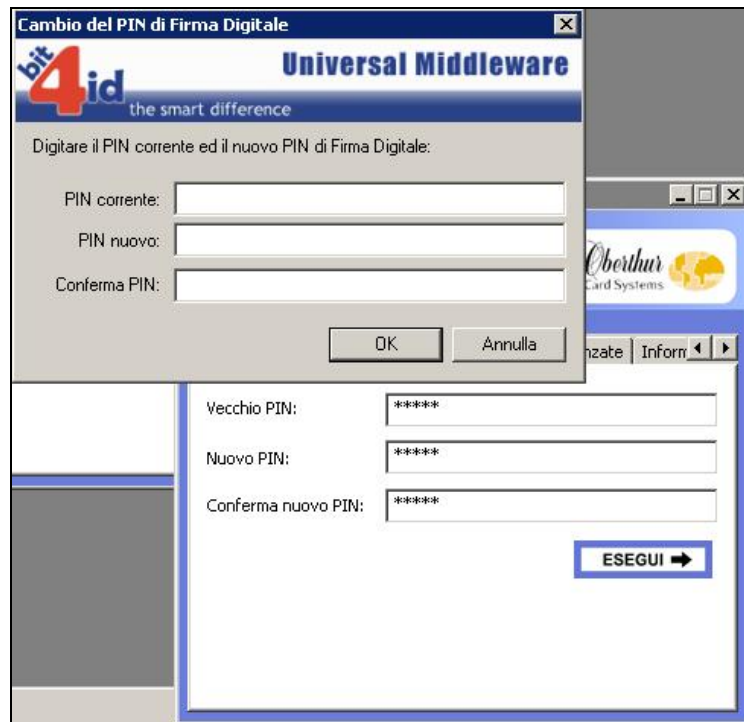 Cambio del PIN di Firma Digitale
bit
4id
Universal Middleware
the smart difference
Digitare il PIN corrente ed il nuovo PIN di Firma Digitale:
PIN corrente:
PIN nuovo:
Conferma PIN:
OK Annulla
Oberthur
Card Systems
nzate Inform
Vecchio PIN: *****
Nuovo PIN: *****
Conferma nuovo PIN: *****
ESEGUI